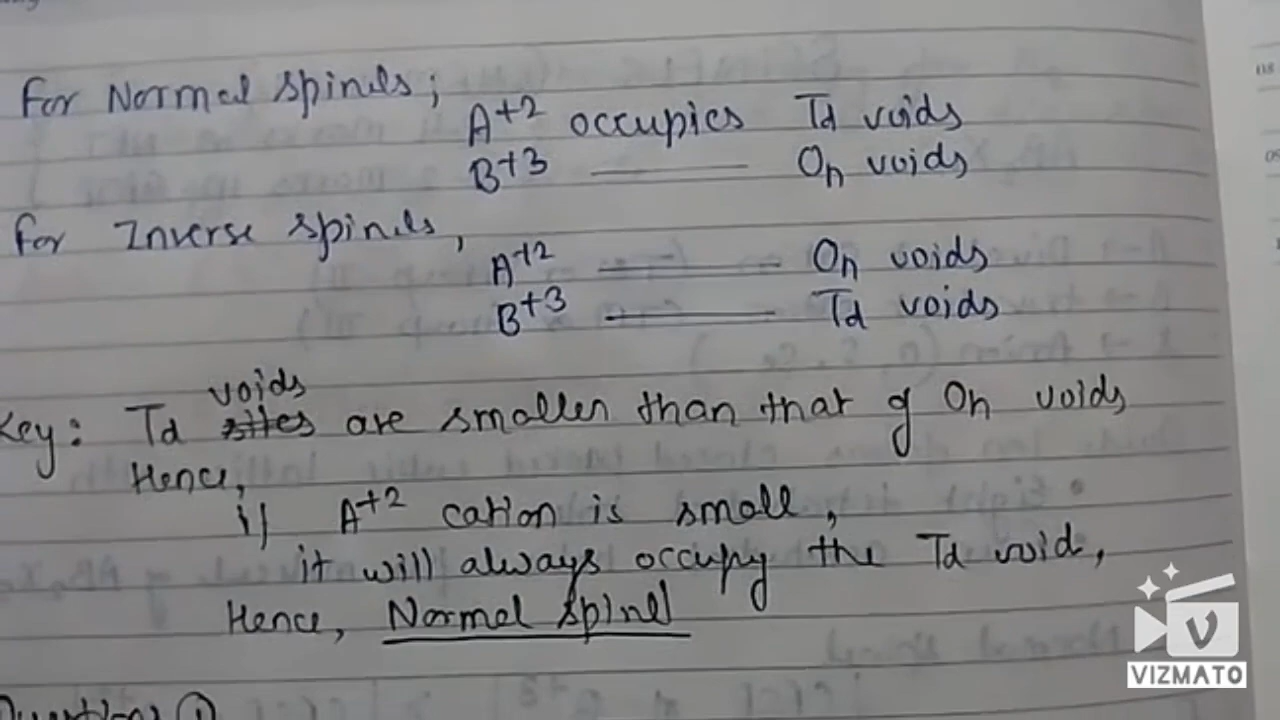 For Normal spinels;
A+2 occupies Td voids
B+3 —— Oh voids
For Inverse spinels,
A+2 —— Oh voids
B+3 —— Td voids
voids
Key: Td sites are smaller than that of Oh voids
Hence,
if A+2 cation is small,
it will always occupy the Td void,
Hence, Normal spinel
Question: ①
V
VIZMATO